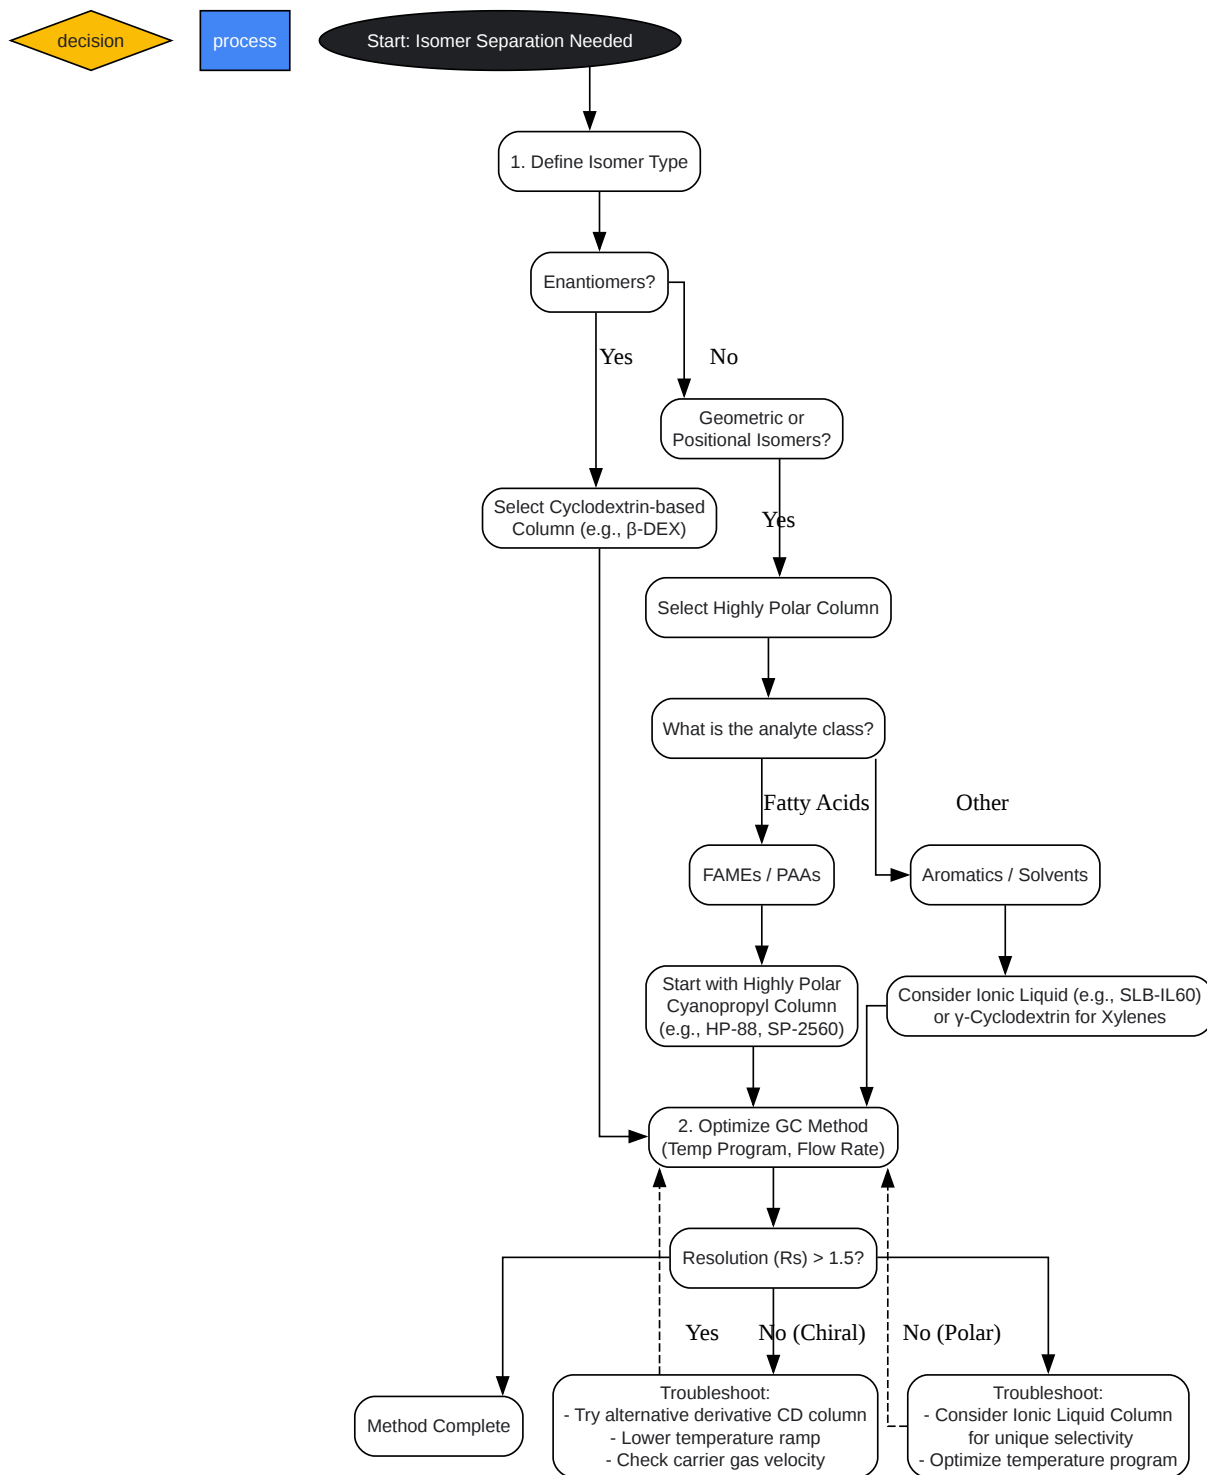 decision
process
Start: Isomer Separation Needed
1. Define Isomer Type
Enantiomers?
Yes
No
Geometric or
Positional Isomers?
Select Cyclodextrin-based
Column (e.g., β-DEX)
Yes
Select Highly Polar Column
What is the analyte class?
Fatty Acids
Other
FAMEs / PAAs
Aromatics / Solvents
Start with Highly Polar
Cyanopropyl Column
(e.g., HP-88, SP-2560)
Consider Ionic Liquid (e.g., SLB-IL60)
or γ-Cyclodextrin for Xylenes
2. Optimize GC Method
(Temp Program, Flow Rate)
Resolution (Rs) > 1.5?
Yes
No (Chiral)
No (Polar)
Method Complete
Troubleshoot:
- Try alternative derivative CD column
- Lower temperature ramp
- Check carrier gas velocity
Troubleshoot:
- Consider Ionic Liquid Column
for unique selectivity
- Optimize temperature program